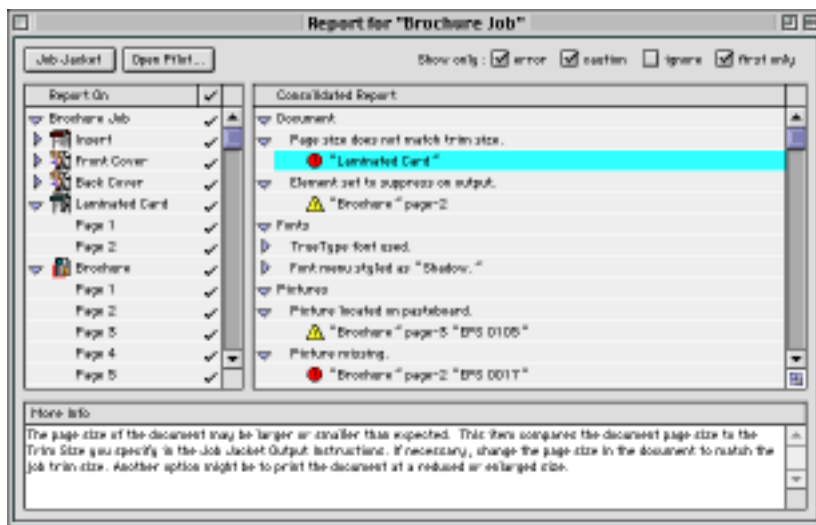 Report for "Brochure Job"
Job Jacket
Open Print...
Show only : error caution ignore first only
Report On
Consolidated Report
Brochure Job
Insert
Front Cover
Back Cover
Laminated Card
Page 1
Page 2
Brochure
Page 1
Page 2
Page 3
Page 4
Page 5
Document
Page size does not match trim size.
"Laminated Card"
Element set to suppress on output.
"Brochure" page-2
Fonts
TrueType font used.
Font menu styled as "Shadow."
Pictures
Picture located on pasteboard.
"Brochure" page-3 "EPS 0108"
Picture missing.
"Brochure" page-2 "EPS 0017"
More Info
The page size of the document may be larger or smaller than expected. This item compares the document page size to the
Trim Size you specify in the Job Jacket Output Instructions. If necessary, change the page size in the document to match the
job trim size. Another option might be to print the document at a reduced or enlarged size.